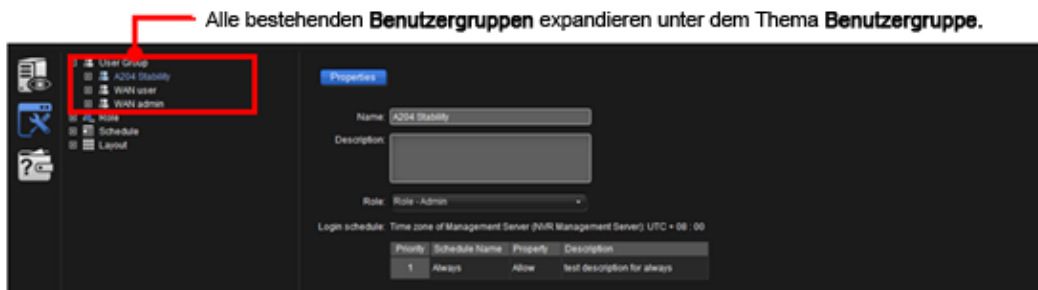 Alle bestehenden Benutzergruppen expandieren unter dem Thema Benutzergruppe.
User Group
A204 Stability
WAN user
WAN admin
Role
Schedule
Layout
Properties
Name: A204 Stability
Description:
Role: Role - Admin
Login schedule: Time zone of Management Server (NVR Management Server): UTC + 08 : 00
Priority Schedule Name Property Description
1 Always Allow test description for always